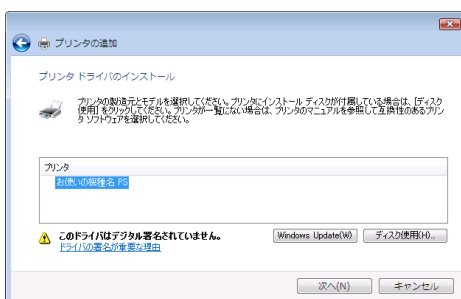 プリンタの追加
プリンタ ドライバのインストール
プリンタの製造元とモデルを選択してください。プリンタにインストール ディスクが付属している場合は、[ディスク
使用] をクリックしてください。プリンタが一覧にない場合は、プリンタのマニュアルを参照して互換性のあるプリン
タ ソフトウェアを選択してください。
プリンタ
お使いの機種名 PS
このドライバはデジタル署名されていません。
ドライバの署名が重要な理由
Windows Update(W)
ディスク使用(H)...
次へ(N)
キャンセル